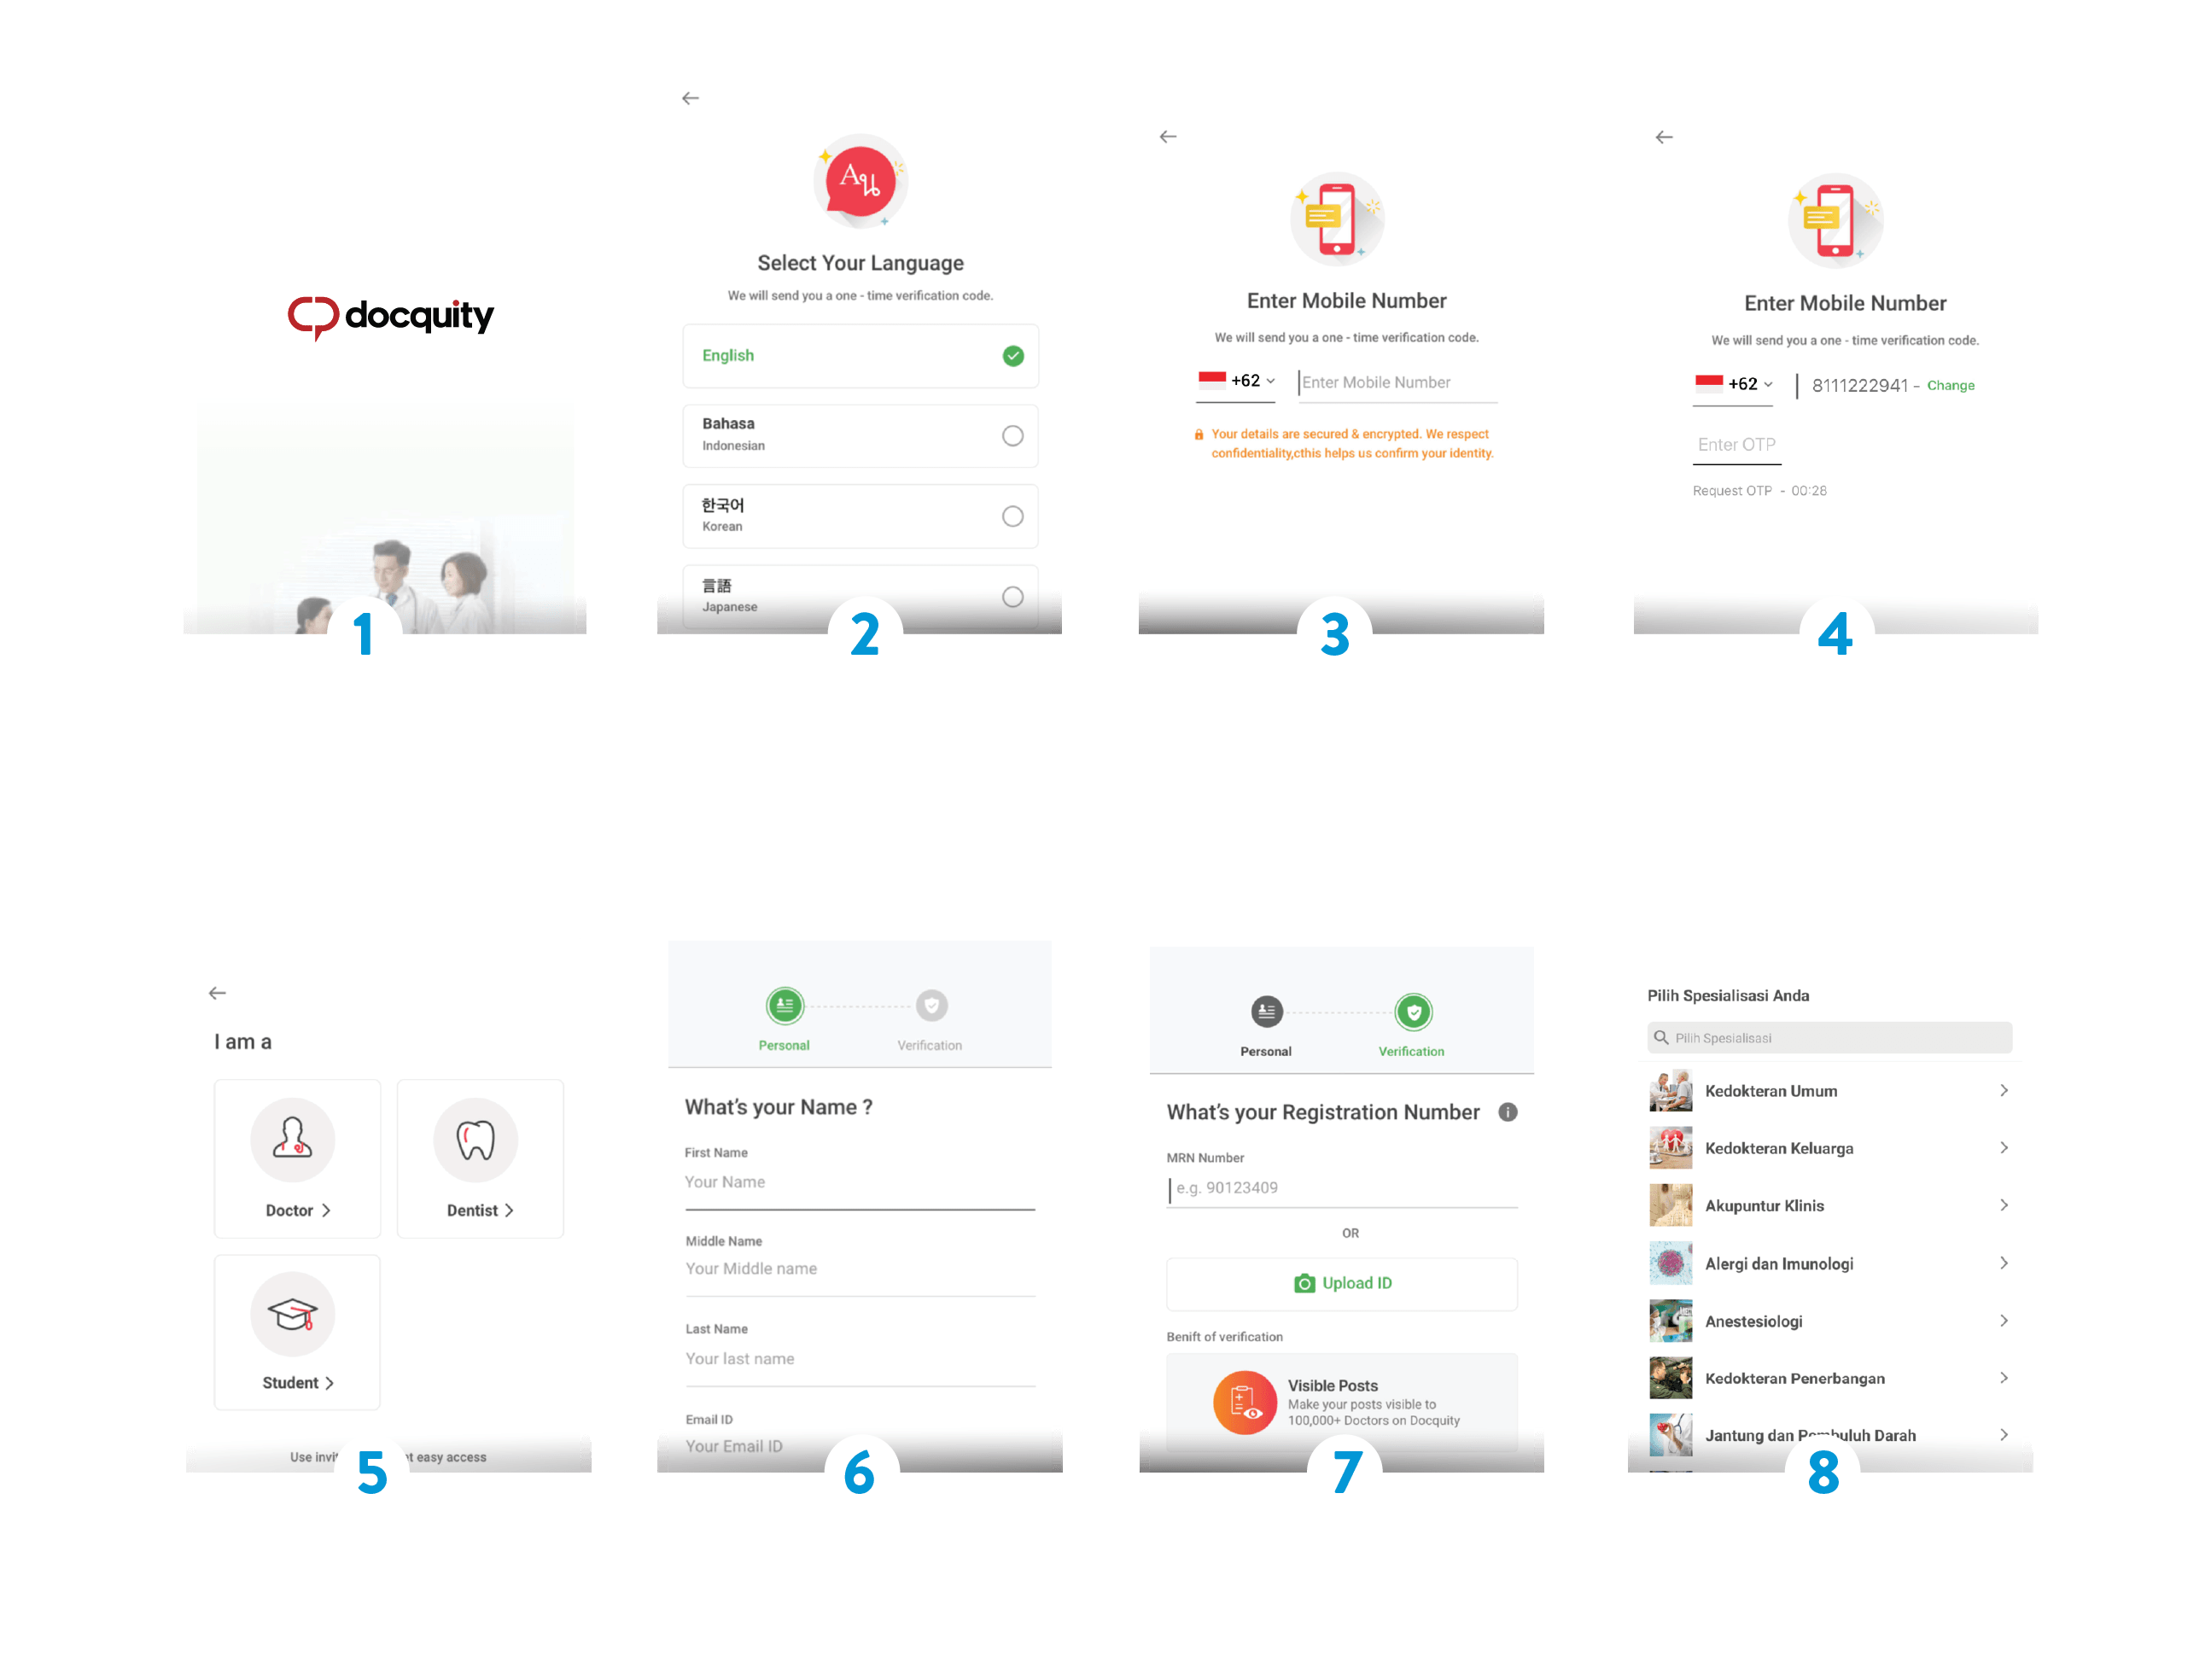 docquity
1
Select Your Language
We will send you a one - time verification code.
English
Bahasa
Indonesian
한국어
Korean
言語
Japanese
2
Enter Mobile Number
We will send you a one - time verification code.
+62 Enter Mobile Number
Your details are secured & encrypted. We respect
confidentiality,cthis helps us confirm your identity.
3
Enter Mobile Number
We will send you a one - time verification code.
+62 8111222941 - Change
Enter OTP
Request OTP - 00:28
4
I am a
Doctor
Dentist
Student
Use easy access
5
Personal
Verification
What's your Name ?
First Name
Your Name
Middle Name
Your Middle name
Last Name
Your last name
Email ID
Your Email ID
6
Personal
Verification
What's your Registration Number
MRN Number
e.g. 90123409
OR
Upload ID
Benift of verification
Visible Posts
Make your posts visible to
100,000+ Doctors on Docquity
7
Pilih Spesialisasi Anda
Pilih Spesialisasi
Kedokteran Umum
Kedokteran Keluarga
Akupuntur Klinis
Alergi dan Imunologi
Anestesiologi
Kedokteran Penerbangan
Jantung dan Pembuluh Darah
8